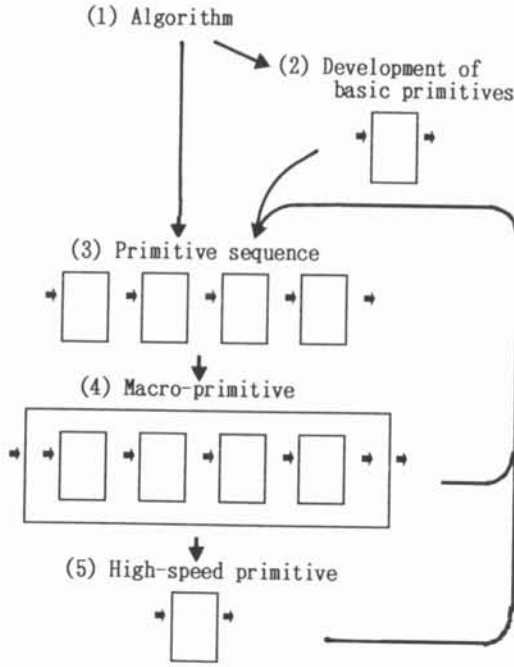 (1) Algorithm
(2) Development of
basic primitives
(3) Primitive sequence
(4) Macro-primitive
(5) High-speed primitive